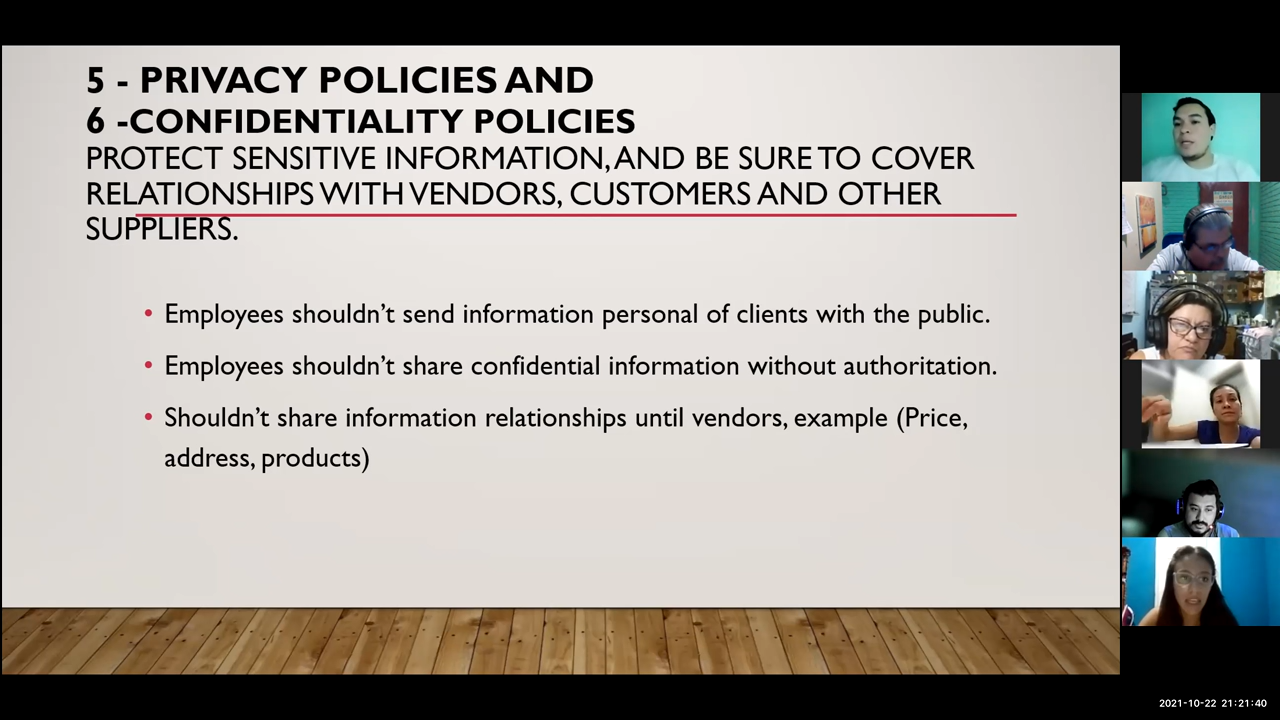 5 - PRIVACY POLICIES AND
6 -CONFIDENTIALITY POLICIES
PROTECT SENSITIVE INFORMATION, AND BE SURE TO COVER
RELATIONSHIPS WITH VENDORS, CUSTOMERS AND OTHER
SUPPLIERS.
• Employees shouldn’t send information personal of clients with the public.
• Employees shouldn’t share confidential information without authoritation.
• Shouldn’t share information relationships until vendors, example (Price,
address, products)
2021-10-22 21:21:40